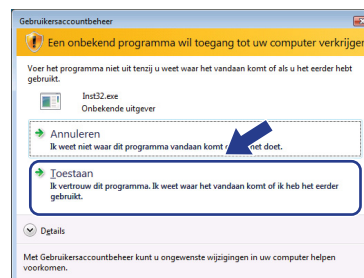 Gebruikersaccountbeheer
Een onbekend programma wil toegang tot uw computer verkrijgen
Voer het programma niet uit tenzij u weet waar het vandaan komt of als u het eerder hebt
gebruikt.
Inst32.exe
Onbekende uitgever
Annuleren
Ik weet niet waar dit programma vandaan komt of het doet.
Toestaan
Ik vertrouw dit programma. Ik weet waar het vandaan komt of ik heb het eerder
gebruikt.
Details
Met Gebruikersaccountbeheer kunt u ongewenste wijzigingen in uw computer helpen
voorkomen.